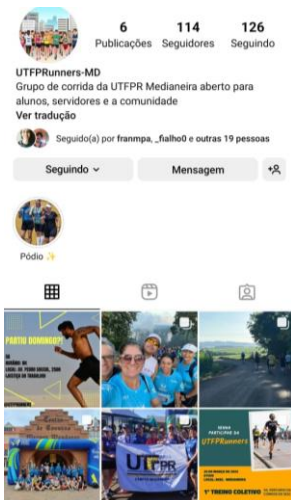 6 114 126
Publicações Seguidores Seguindo
UTFPRunners-MD
Grupo de corrida da UTFPR Medianeira aberto para
alunos, servidores e a comunidade
Ver tradução
Seguido(a) por franmpa, _fialho0 e outras 19 pessoas
Seguindo
Mensagem
Pódio ✨
PARTIU DOMINGO?!
UTFPR
UTFPRunners
1° TREINO COLETIVO